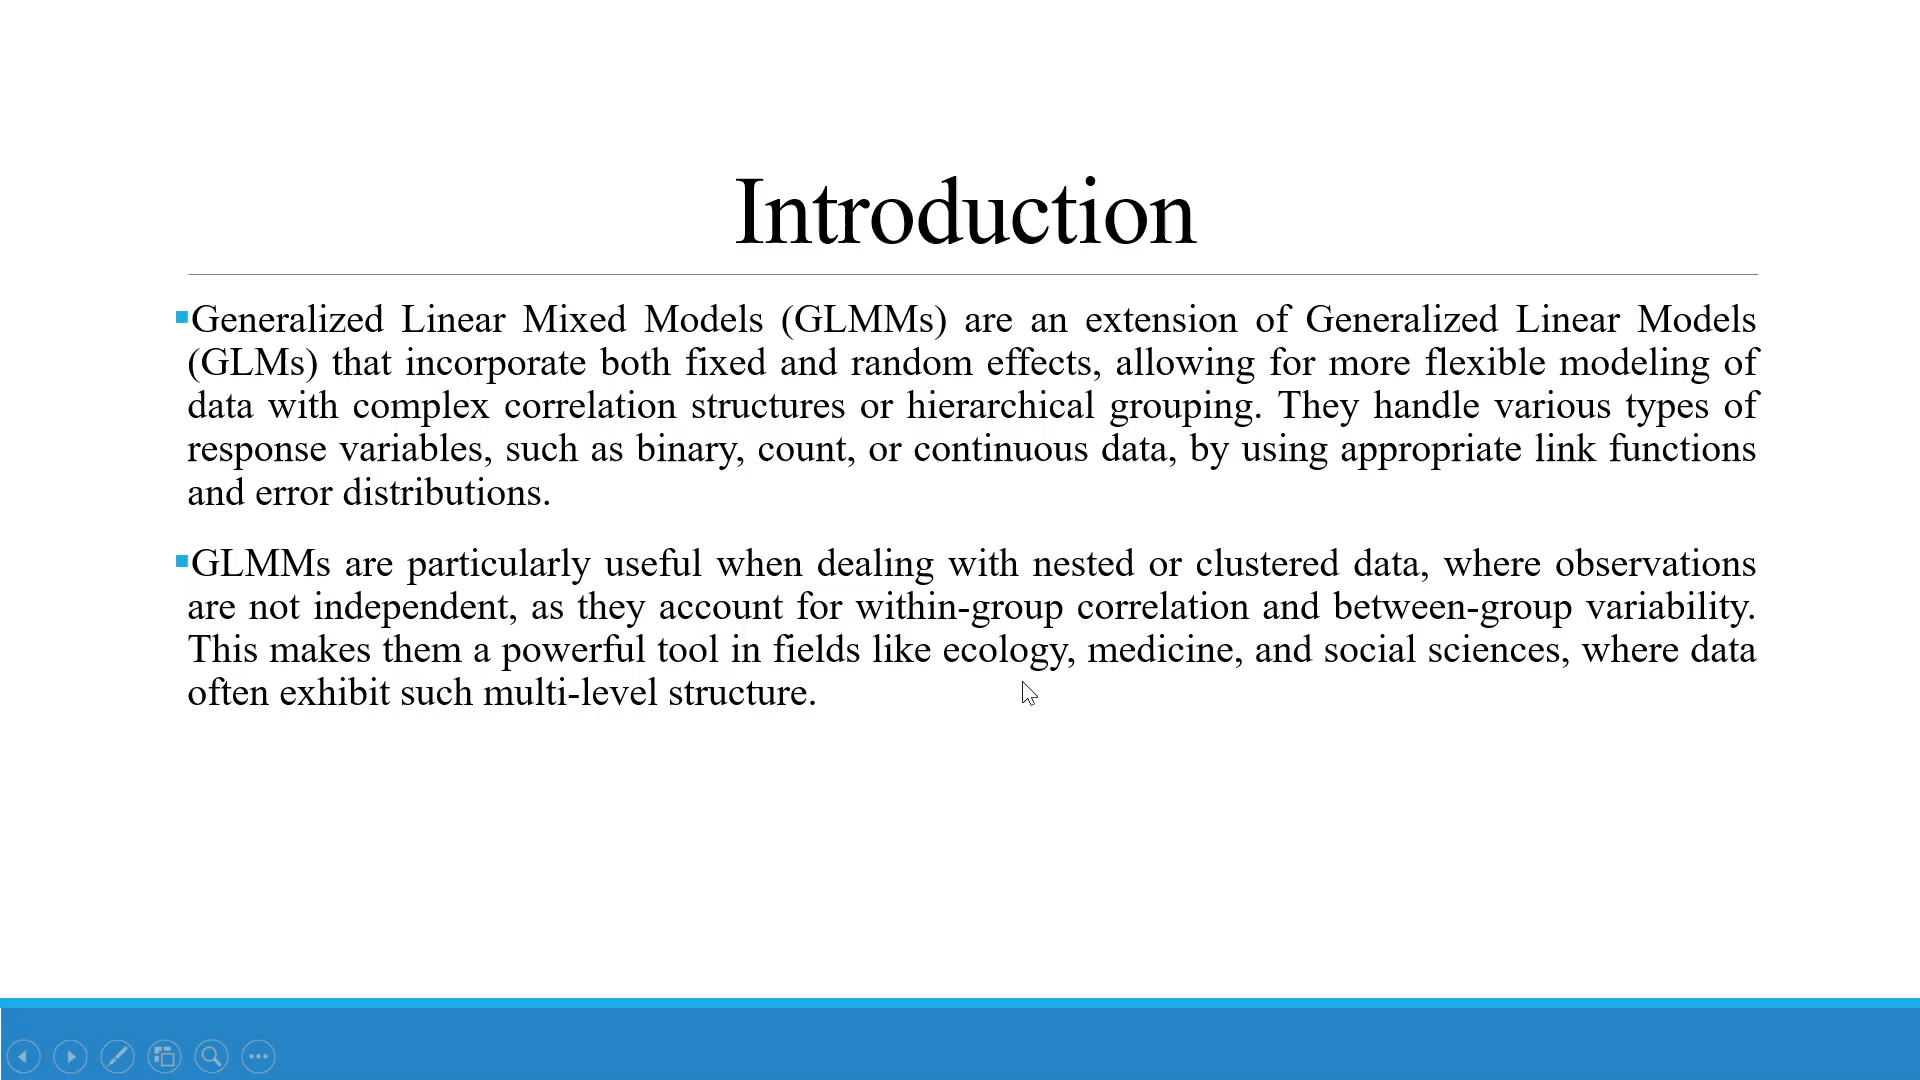 Introduction
▪Generalized Linear Mixed Models (GLMMs) are an extension of Generalized Linear Models
(GLMs) that incorporate both fixed and random effects, allowing for more flexible modeling of
data with complex correlation structures or hierarchical grouping. They handle various types of
response variables, such as binary, count, or continuous data, by using appropriate link functions
and error distributions.
▪GLMMs are particularly useful when dealing with nested or clustered data, where observations
are not independent, as they account for within-group correlation and between-group variability.
This makes them a powerful tool in fields like ecology, medicine, and social sciences, where data
often exhibit such multi-level structure.